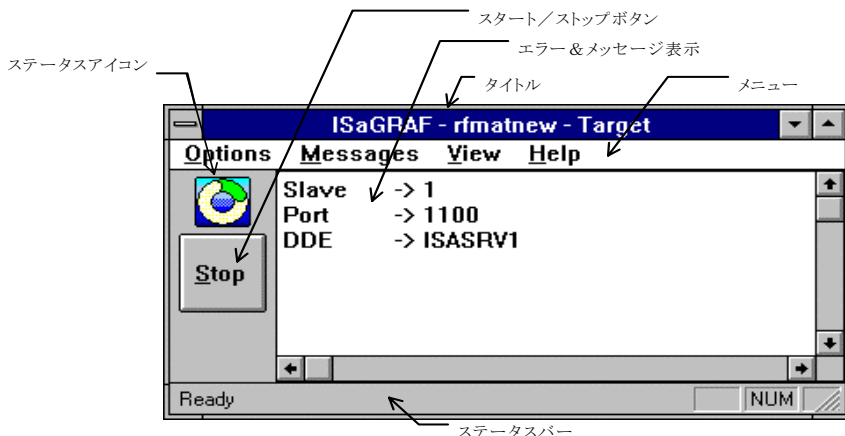 スタート／ストップボタン
エラー＆メッセージ表示
ステータスアイコン
タイトル
メニュー
ISaGRAF - rfmatnew - Target
Options Messages View Help
Slave -> 1
Port -> 1100
DDE -> ISASRV1
Stop
Ready
NUM
ステータスバー